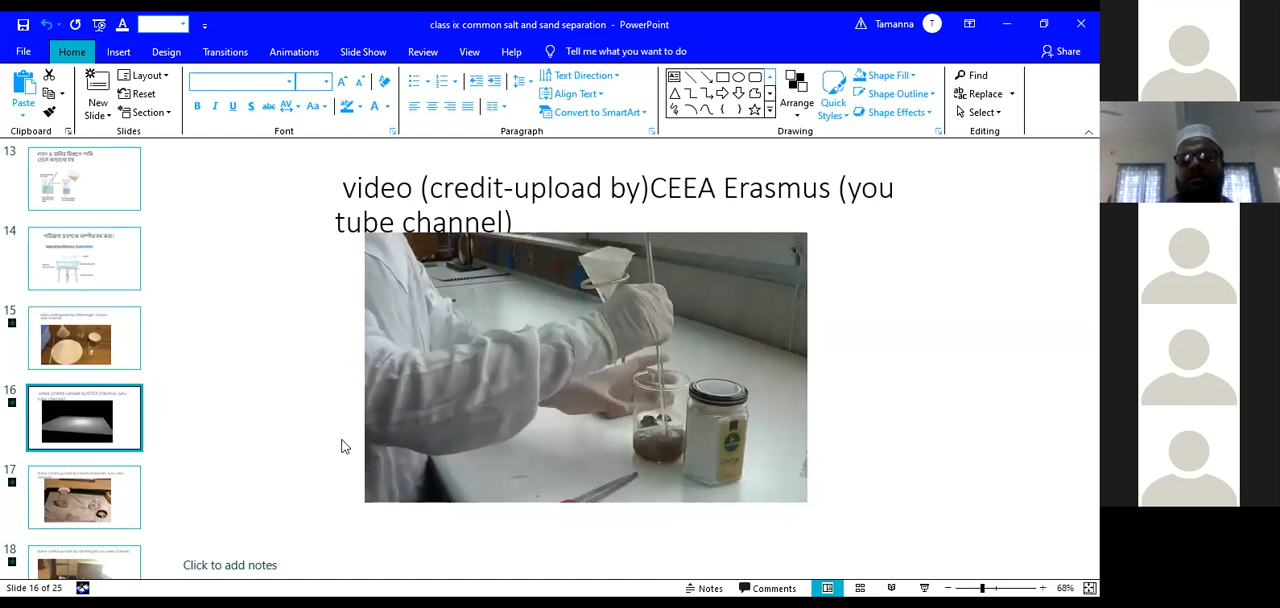 class ix common salt and sand separation - PowerPoint
Tamanna
T
File
Home
Insert
Design
Transitions
Animations
Slide Show
Review
View
Help
Tell me what you want to do
Share
Paste
Clipboard
New
Slide
Layout
Reset
Section
Slides
B I U S abc AV Aa
A
Font
Paragraph
Text Direction
Align Text
Convert to SmartArt
Arrange
Quick
Styles
Drawing
Shape Fill
Shape Outline
Shape Effects
Find
Replace
Select
Editing
13
14
15
16
17
18
video (credit-upload by)CEEA Erasmus (you
tube channel)
Click to add notes
Slide 16 of 25
Notes
Comments
68%